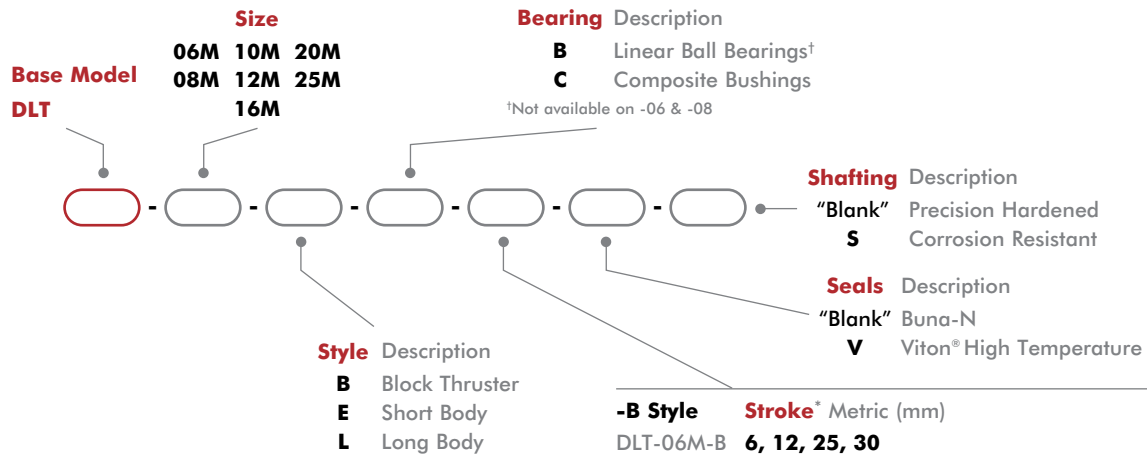 Size
06M 10M 20M
08M 12M 25M
16M
Base Model
DLT
Bearing Description
B Linear Ball Bearings†
C Composite Bushings
†Not available on -06 & -08
- - - - - -
Shafting Description
"Blank" Precision Hardened
S Corrosion Resistant
Seals Description
"Blank" Buna-N
V Viton® High Temperature
Style Description
B Block Thruster
E Short Body
L Long Body
-B Style Stroke* Metric (mm)
DLT-06M-B 6, 12, 25, 30